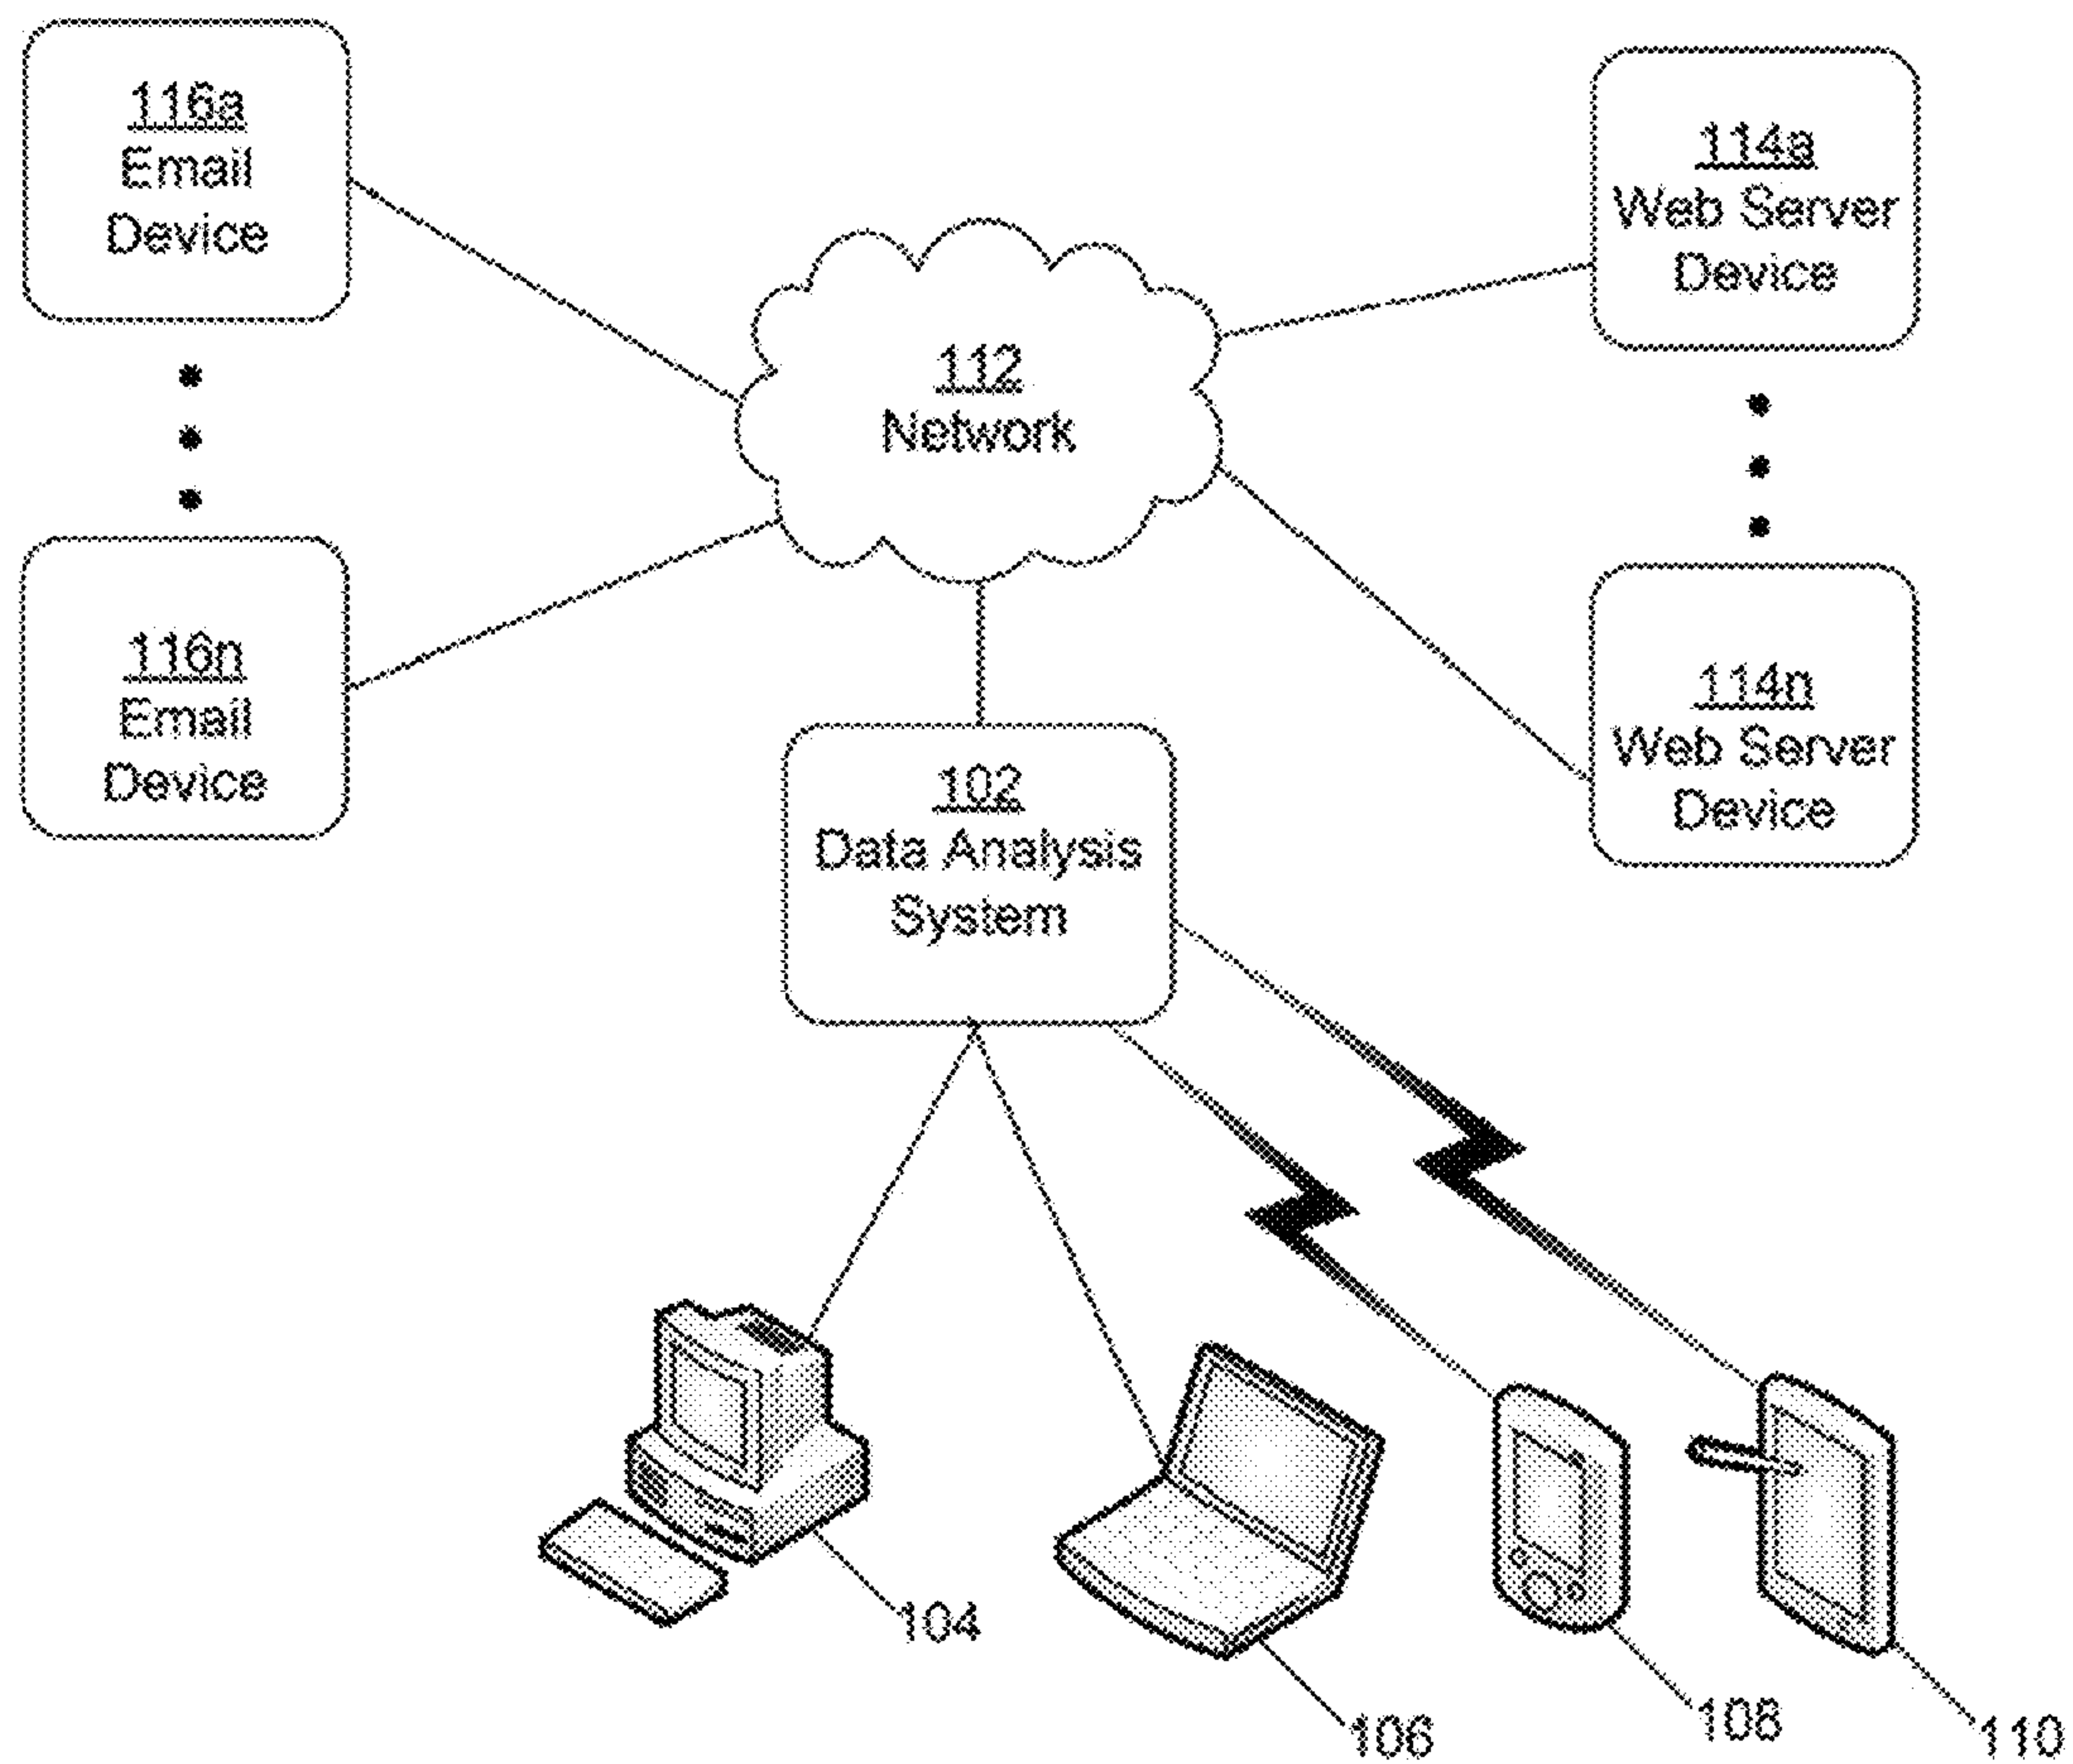 116a
Email
Device
114a
Web Server
Device
112
Network
116n
Email
Device
114n
Web Server
Device
102
Data Analysis
System
104
106
108
110